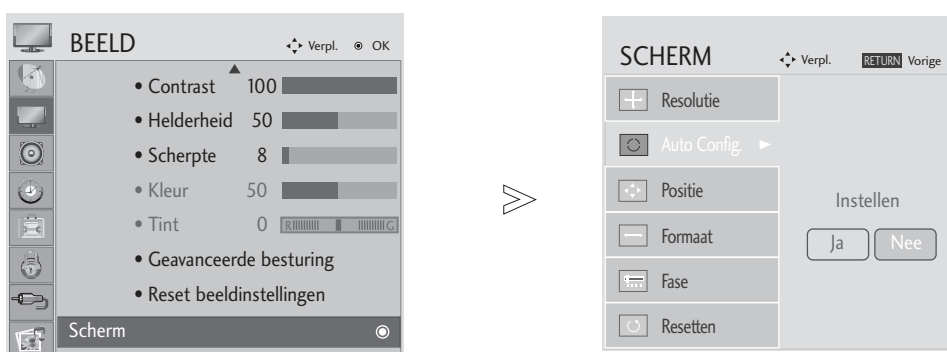 BEELD Verpl. OK
• Contrast 100
• Helderheid 50
• Scherpte 8
• Kleur 50
• Tint 0 R G
• Geavanceerde besturing
• Reset beeldinstellingen
Scherm
SCHERM Verpl. RETURN Vorige
Resolutie
Auto Config.
Positie
Formaat
Fase
Resetten
Instellen
Ja Nee